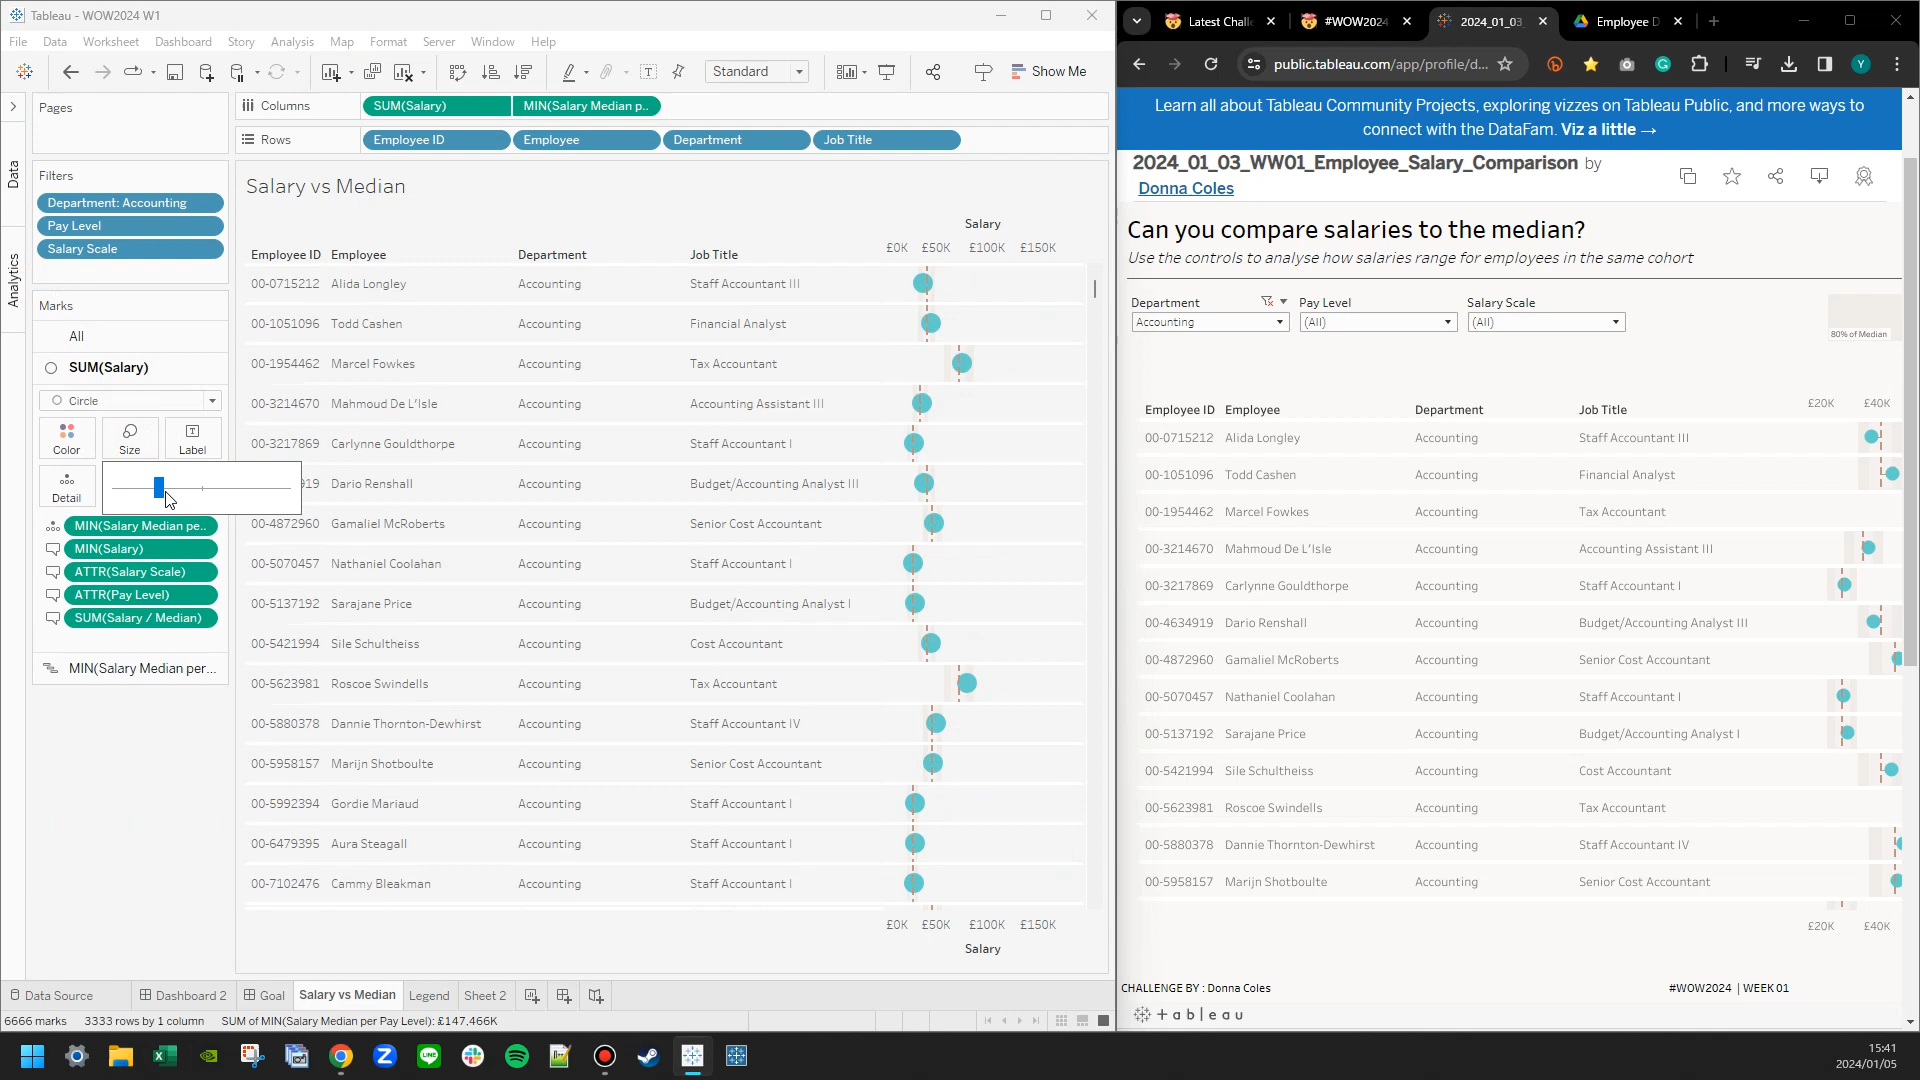 Tableau - WOW2024 W1
File Data Worksheet Dashboard Story Analysis Map Format Server Window Help
Standard
Show Me
Pages
Columns SUM(Salary) MIN(Salary Median p..
Rows Employee ID Employee Department Job Title
Data
Analytics
Filters
Department: Accounting
Pay Level
Salary Scale
Marks
All
SUM(Salary)
Circle
Color Size Label
Detail
MIN(Salary Median pe..
MIN(Salary)
ATTR(Salary Scale)
ATTR(Pay Level)
SUM(Salary / Median)
MIN(Salary Median per...
Salary vs Median
Salary
£0K £50K £100K £150K
Employee ID Employee Department Job Title
00-0715212 Alida Longley Accounting Staff Accountant III
00-1051096 Todd Cashen Accounting Financial Analyst
00-1954462 Marcel Fowkes Accounting Tax Accountant
00-3214670 Mahmoud De L'Isle Accounting Accounting Assistant III
00-3217869 Carlynne Gouldthorpe Accounting Staff Accountant I
919 Dario Renshall Accounting Budget/Accounting Analyst III
00-4872960 Gamaliel McRoberts Accounting Senior Cost Accountant
00-5070457 Nathaniel Coolahan Accounting Staff Accountant I
00-5137192 Sarajane Price Accounting Budget/Accounting Analyst I
00-5421994 Sile Schultheiss Accounting Cost Accountant
00-5623981 Roscoe Swindells Accounting Tax Accountant
00-5880378 Dannie Thornton-Dewhirst Accounting Staff Accountant IV
00-5958157 Marijn Shotboulte Accounting Senior Cost Accountant
00-5992394 Gordie Mariaud Accounting Staff Accountant I
00-6479395 Aura Steagall Accounting Staff Accountant I
00-7102476 Cammy Bleakman Accounting Staff Accountant I
£0K £50K £100K £150K
Salary
Data Source Dashboard 2 Goal Salary vs Median Legend Sheet 2
6666 marks 3333 rows by 1 column SUM of MIN(Salary Median per Pay Level): £147.466K
Latest Chall #WOW2024 2024_01_03 Employee D
public.tableau.com/app/profile/d... Y
Learn all about Tableau Community Projects, exploring vizzes on Tableau Public, and more ways to
connect with the DataFam. Viz a little →
2024_01_03_WW01_Employee_Salary_Comparison by
Donna Coles
Can you compare salaries to the median?
Use the controls to analyse how salaries range for employees in the same cohort
Department Pay Level Salary Scale
Accounting (All) (All)
80% of Median
Employee ID Employee Department Job Title £20K £40K
00-0715212 Alida Longley Accounting Staff Accountant III
00-1051096 Todd Cashen Accounting Financial Analyst
00-1954462 Marcel Fowkes Accounting Tax Accountant
00-3214670 Mahmoud De L'Isle Accounting Accounting Assistant III
00-3217869 Carlynne Gouldthorpe Accounting Staff Accountant I
00-4634919 Dario Renshall Accounting Budget/Accounting Analyst III
00-4872960 Gamaliel McRoberts Accounting Senior Cost Accountant
00-5070457 Nathaniel Coolahan Accounting Staff Accountant I
00-5137192 Sarajane Price Accounting Budget/Accounting Analyst I
00-5421994 Sile Schultheiss Accounting Cost Accountant
00-5623981 Roscoe Swindells Accounting Tax Accountant
00-5880378 Dannie Thornton-Dewhirst Accounting Staff Accountant IV
00-5958157 Marijn Shotboulte Accounting Senior Cost Accountant
£20K £40K
CHALLENGE BY : Donna Coles #WOW2024 | WEEK 01
+ a b | e a u
15:41
2024/01/05